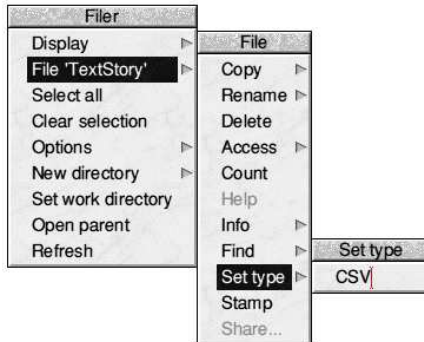 Filer
Display
File 'TextStory'
Select all
Clear selection
Options
New directory
Set work directory
Open parent
Refresh
File
Copy
Rename
Delete
Access
Count
Help
Info
Find
Set type
Stamp
Share...
Set type
CSV